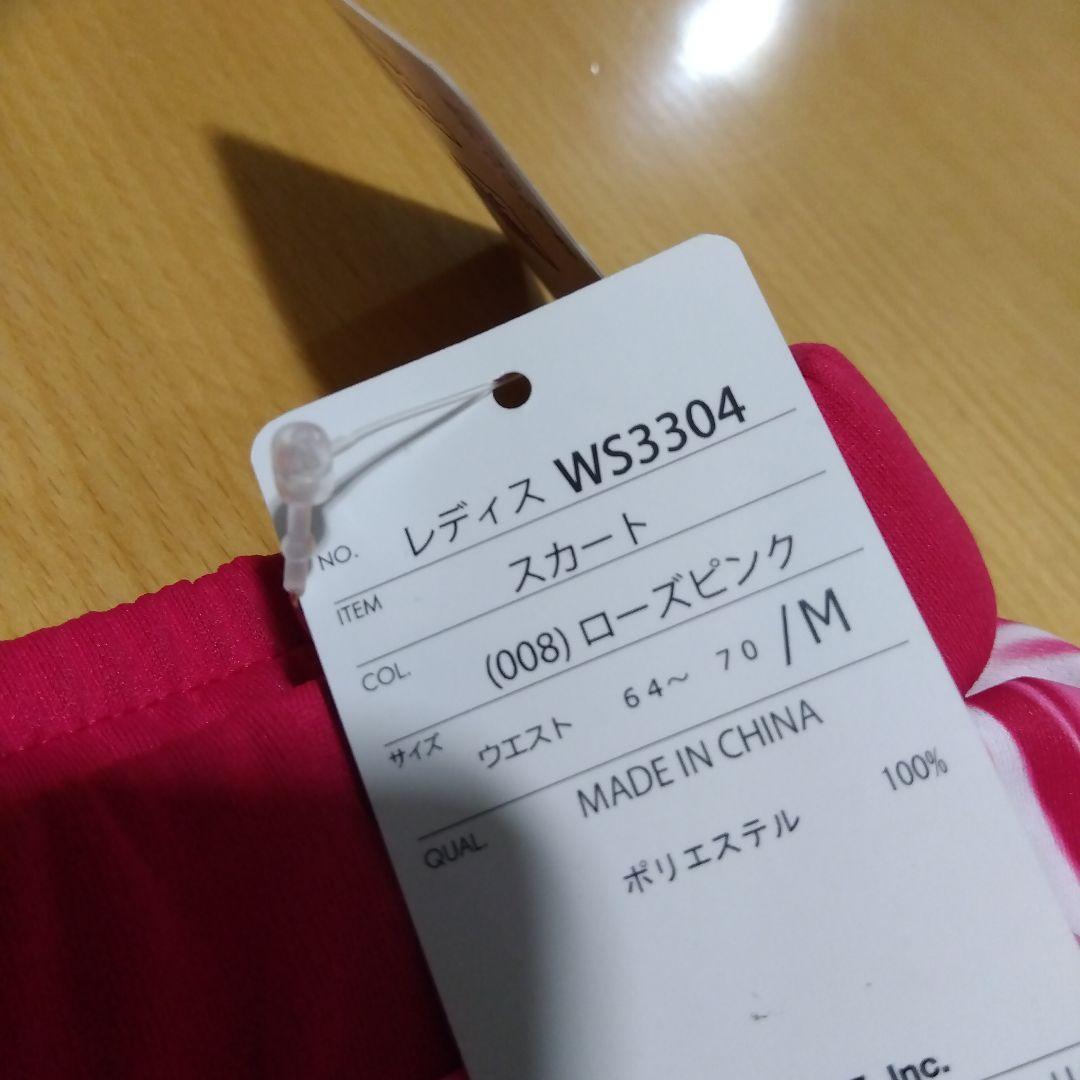 NO. レディス WS3304
ITEM スカート
COL. (008) ローズピンク
サイズ ウエスト 64～ 70 /M
MADE IN CHINA
QUAL. ポリエステル 100%
Inc.